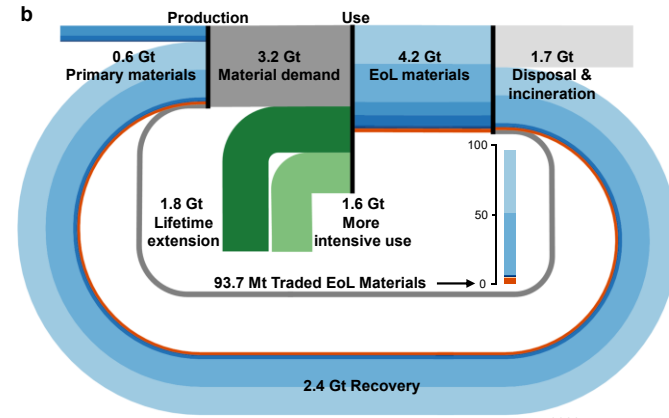 b
Production
Use
0.6 Gt
Primary materials
3.2 Gt
Material demand
4.2 Gt
EoL materials
1.7 Gt
Disposal &
incineration
1.8 Gt
Lifetime
extension
1.6 Gt
More
intensive use
100
50
0
93.7 Mt Traded EoL Materials
2.4 Gt Recovery